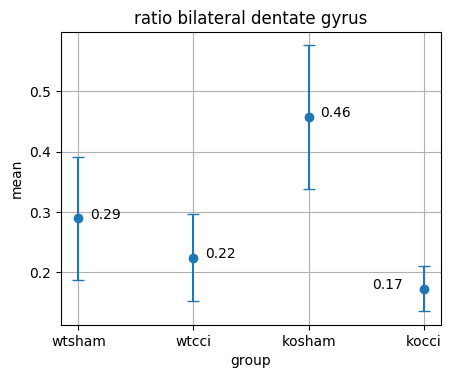 ratio bilateral dentate gyrus
mean
0.5
0.4
0.3
0.2
0.29
0.22
0.46
0.17
wtsham
wtcci
kosham
kocci
group